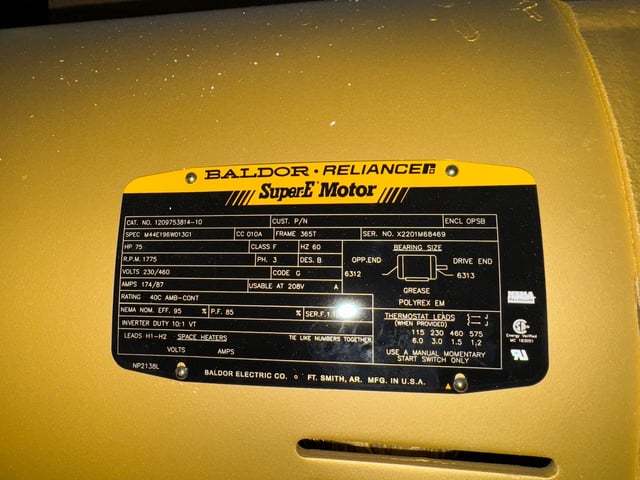 BALDOR • RELIANCE
Super-E Motor
CAT. NO. 1209753814-10 CUST. P/N ENCL OPSB
SPEC M44E196W013G1 CC 010A FRAME 365T SER. NO. X2201M68469
HP 75 CLASS F HZ 60
R.P.M. 1775 PH. 3 DES. B
VOLTS 230/460 CODE G
AMPS 174/87 USABLE AT 208V A
RATING 40C AMB-CONT
NEMA NOM. EFF. 95 % P.F. 85 % SER.F.
INVERTER DUTY 10:1 VT
LEADS H1-H2 SPACE HEATERS TIE LIKE NUMBERS TOGETHER
VOLTS AMPS
BEARING SIZE
OPP.END DRIVE END
6312 6313
GREASE
POLYREX EM
THERMOSTAT LEADS J J
(WHEN PROVIDED) J J
115 230 460 575
6.0 3.0 1.5 1.2
USE A MANUAL MOMENTARY
START SWITCH ONLY
NEMA
Premium
Energy Verified
NP2138L
BALDOR ELECTRIC CO. FT. SMITH, AR. MFG. IN U.S.A.